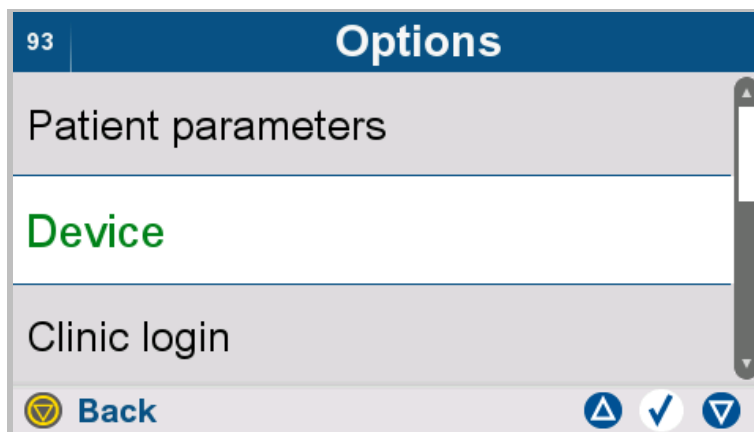 93
Options
Patient parameters
Device
Clinic login
Back